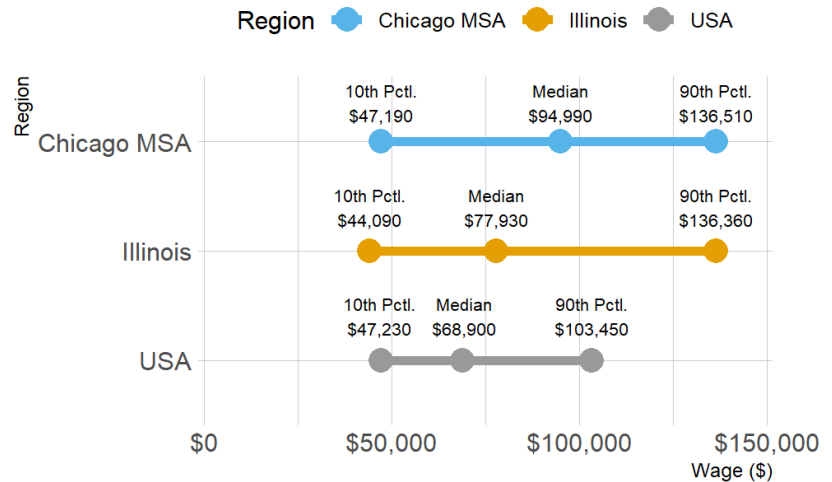 Region Chicago MSA Illinois USA
Region
10th Pctl. Median 90th Pctl.
$47,190 $94,990 $136,510
Chicago MSA
10th Pctl. Median 90th Pctl.
$44,090 $77,930 $136,360
Illinois
10th Pctl. Median 90th Pctl.
$47,230 $68,900 $103,450
USA
$0 $50,000 $100,000 $150,000
Wage ($)